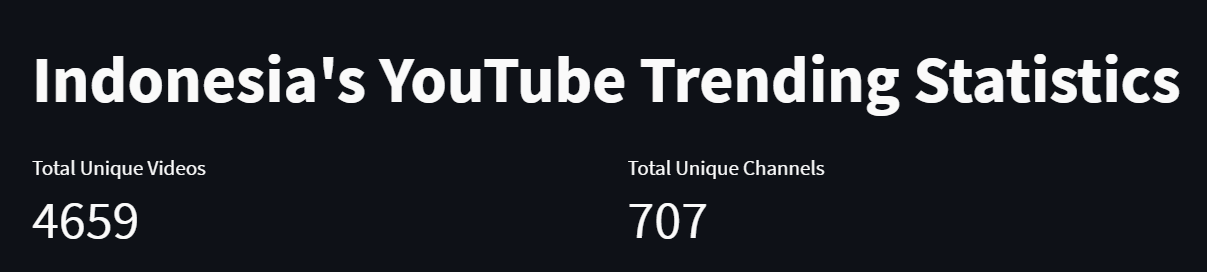 Indonesia's YouTube Trending Statistics
Total Unique Videos
4659
Total Unique Channels
707